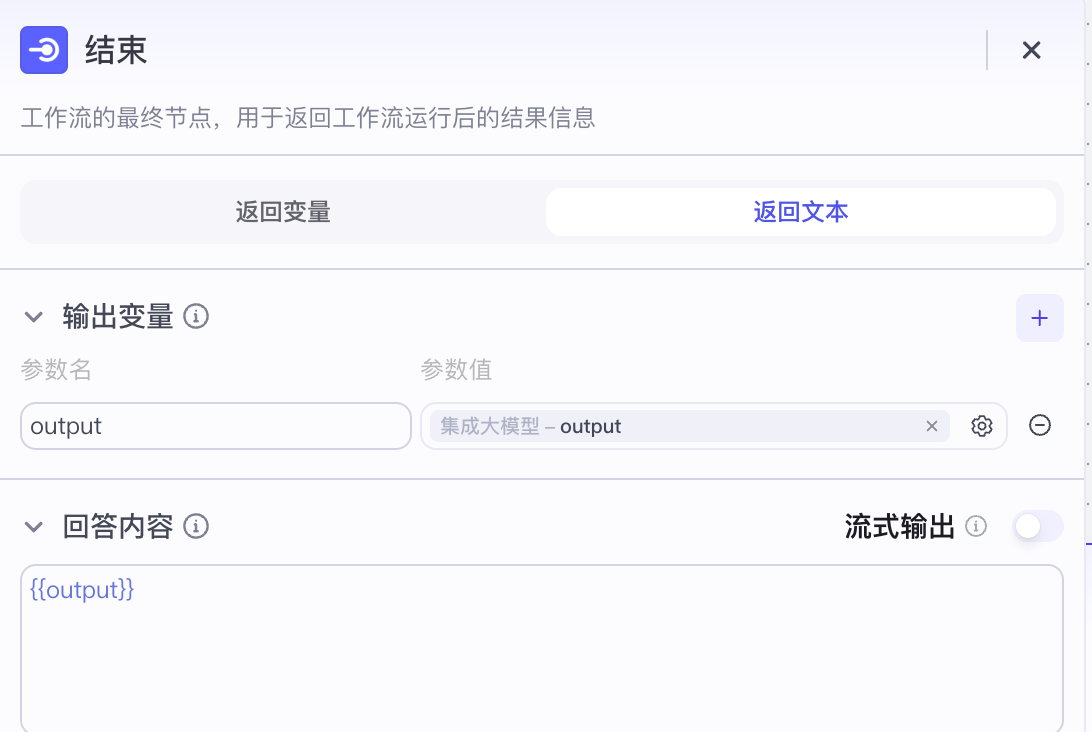 结束
工作流的最终节点，用于返回工作流运行后的结果信息
返回变量 返回文本
输出变量
参数名 参数值
output 集成大模型 – output
回答内容 流式输出
{{output}}